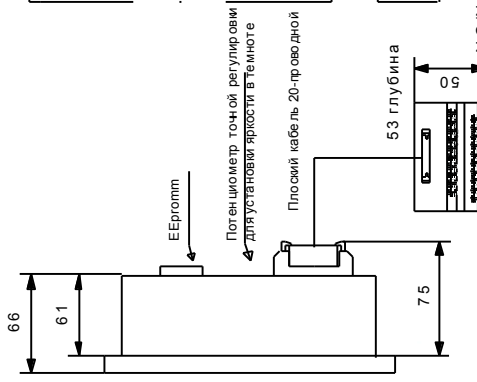 66
61
EEpromm
Потенциометр точной регулировки
для установки яркости в темноте
Плоский кабель 20-проводной
75
53 глубина
50